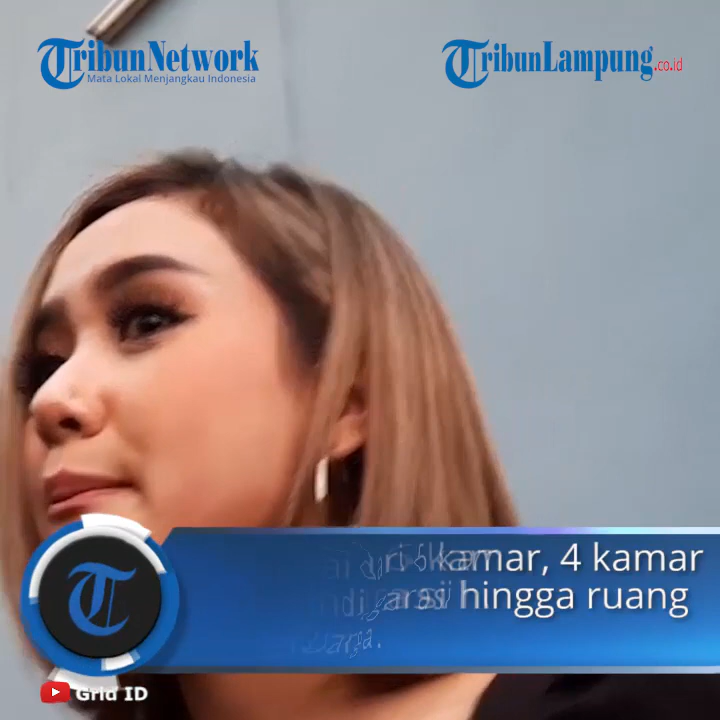 TribunNetwork
Mata Lokal Menjangkau Indonesia
TribunLampung.co.id
kamar, 4 kamar
hingga ruang
Grid ID